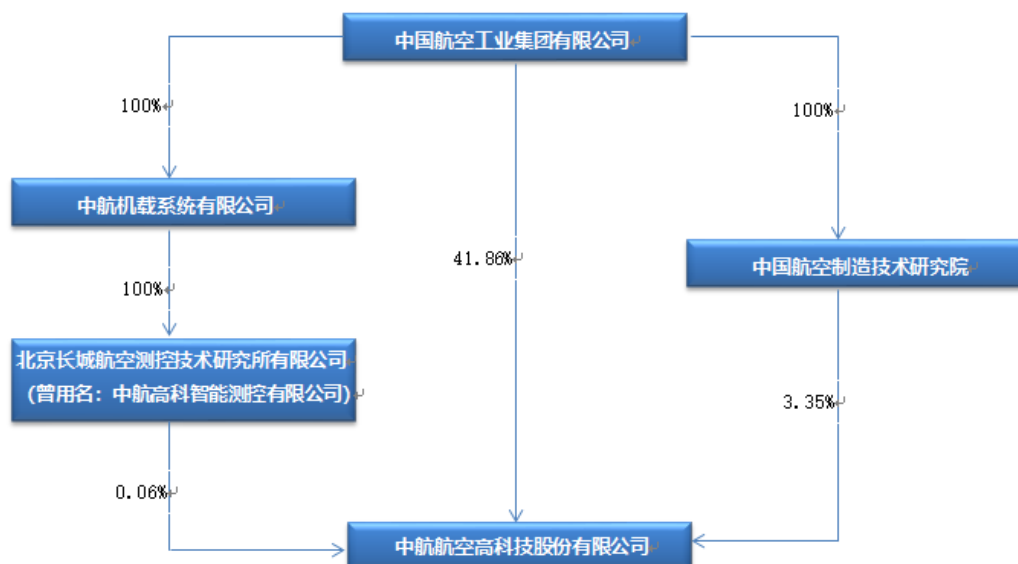 中国航空工业集团有限公司
100%
100%
中航机载系统有限公司
41.86%
中国航空制造技术研究院
100%
北京长城航空测控技术研究所有限公司
（曾用名：中航高科智能测控有限公司）
3.35%
0.06%
中航航空高科技股份有限公司